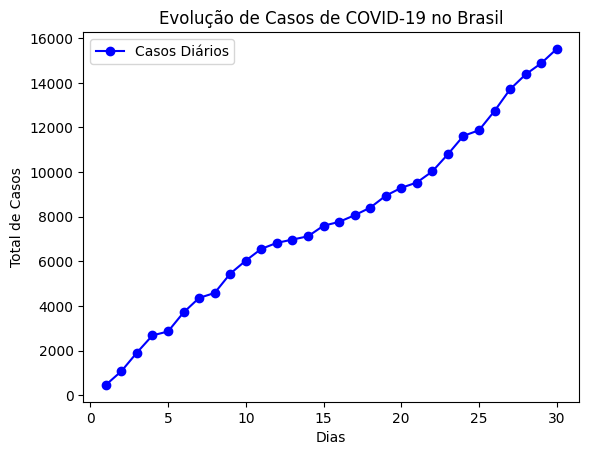 Evolução de Casos de COVID-19 no Brasil
Casos Diários
16000
14000
12000
10000
8000
6000
4000
2000
0
Total de Casos
0 5 10 15 20 25 30
Dias